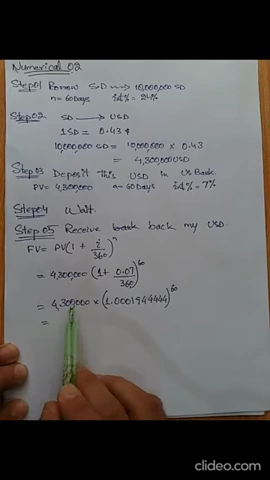 Numerical 02
Step01 Borrow SD → 10,000,000 SD
n = 60 Days i A% = 24%
Step02 SD → USD
1SD = 0.43 $
10,000,000 SD = 10,000,000 × 0.43
= 4,300,000 USD
Step03 Deposit this USD in US Bank.
PV = 4,300,000 n = 60 Days i A% = 7%
Step04 Wait.
Step 05 Receive back my USD.
FV = PV(1 + i/360)^n
= 4,300,000 (1 + 0.07/360)^60
= 4,300,000 × (1.0001944444)^60
=
clideo.com